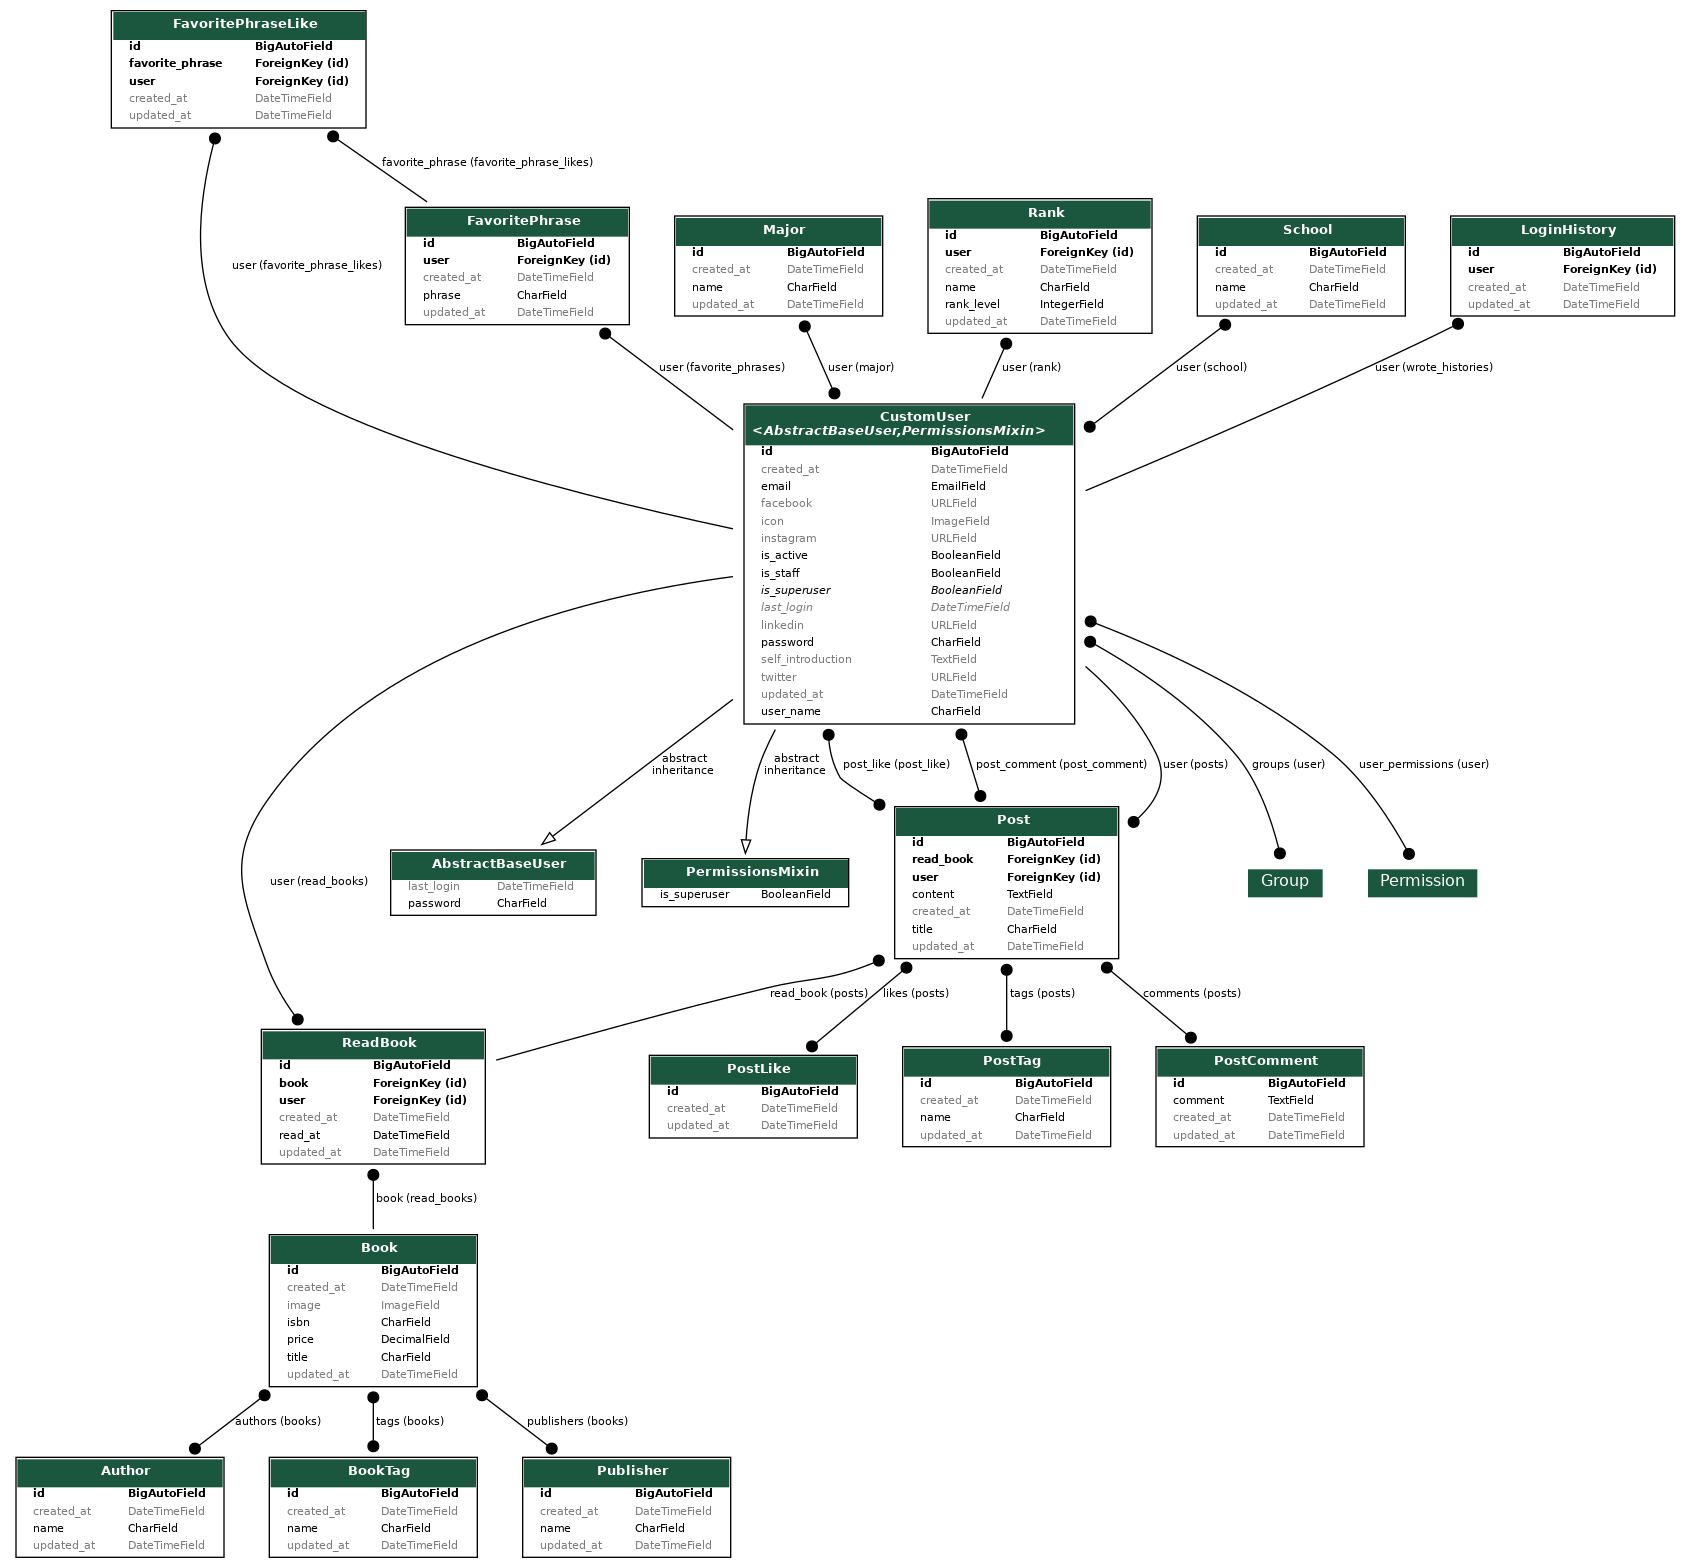 FavoritePhraseLike
id BigAutoField
favorite_phrase ForeignKey (id)
user ForeignKey (id)
created_at DateTimeField
updated_at DateTimeField
favorite_phrase (favorite_phrase_likes)
user (favorite_phrase_likes)
FavoritePhrase
id BigAutoField
user ForeignKey (id)
created_at DateTimeField
phrase CharField
updated_at DateTimeField
Major
id BigAutoField
created_at DateTimeField
name CharField
updated_at DateTimeField
Rank
id BigAutoField
user ForeignKey (id)
created_at DateTimeField
name CharField
rank_level IntegerField
updated_at DateTimeField
School
id BigAutoField
created_at DateTimeField
name CharField
updated_at DateTimeField
LoginHistory
id BigAutoField
user ForeignKey (id)
created_at DateTimeField
updated_at DateTimeField
user (favorite_phrases)
user (major)
user (rank)
user (school)
user (wrote_histories)
CustomUser
<AbstractBaseUser,PermissionsMixin>
id BigAutoField
created_at DateTimeField
email EmailField
facebook URLField
icon ImageField
instagram URLField
is_active BooleanField
is_staff BooleanField
is_superuser BooleanField
last_login DateTimeField
linkedin URLField
password CharField
self_introduction TextField
twitter URLField
updated_at DateTimeField
user_name CharField
abstract
inheritance
abstract
inheritance
post_like (post_like)
post_comment (post_comment)
user (posts)
groups (user)
user_permissions (user)
user (read_books)
AbstractBaseUser
last_login DateTimeField
password CharField
PermissionsMixin
is_superuser BooleanField
Post
id BigAutoField
read_book ForeignKey (id)
user ForeignKey (id)
content TextField
created_at DateTimeField
title CharField
updated_at DateTimeField
Group
Permission
read_book (posts)
likes (posts)
tags (posts)
comments (posts)
ReadBook
id BigAutoField
book ForeignKey (id)
user ForeignKey (id)
created_at DateTimeField
read_at DateTimeField
updated_at DateTimeField
PostLike
id BigAutoField
created_at DateTimeField
updated_at DateTimeField
PostTag
id BigAutoField
created_at DateTimeField
name CharField
updated_at DateTimeField
PostComment
id BigAutoField
comment TextField
created_at DateTimeField
updated_at DateTimeField
book (read_books)
Book
id BigAutoField
created_at DateTimeField
image ImageField
isbn CharField
price DecimalField
title CharField
updated_at DateTimeField
authors (books)
tags (books)
publishers (books)
Author
id BigAutoField
created_at DateTimeField
name CharField
updated_at DateTimeField
BookTag
id BigAutoField
created_at DateTimeField
name CharField
updated_at DateTimeField
Publisher
id BigAutoField
created_at DateTimeField
name CharField
updated_at DateTimeField